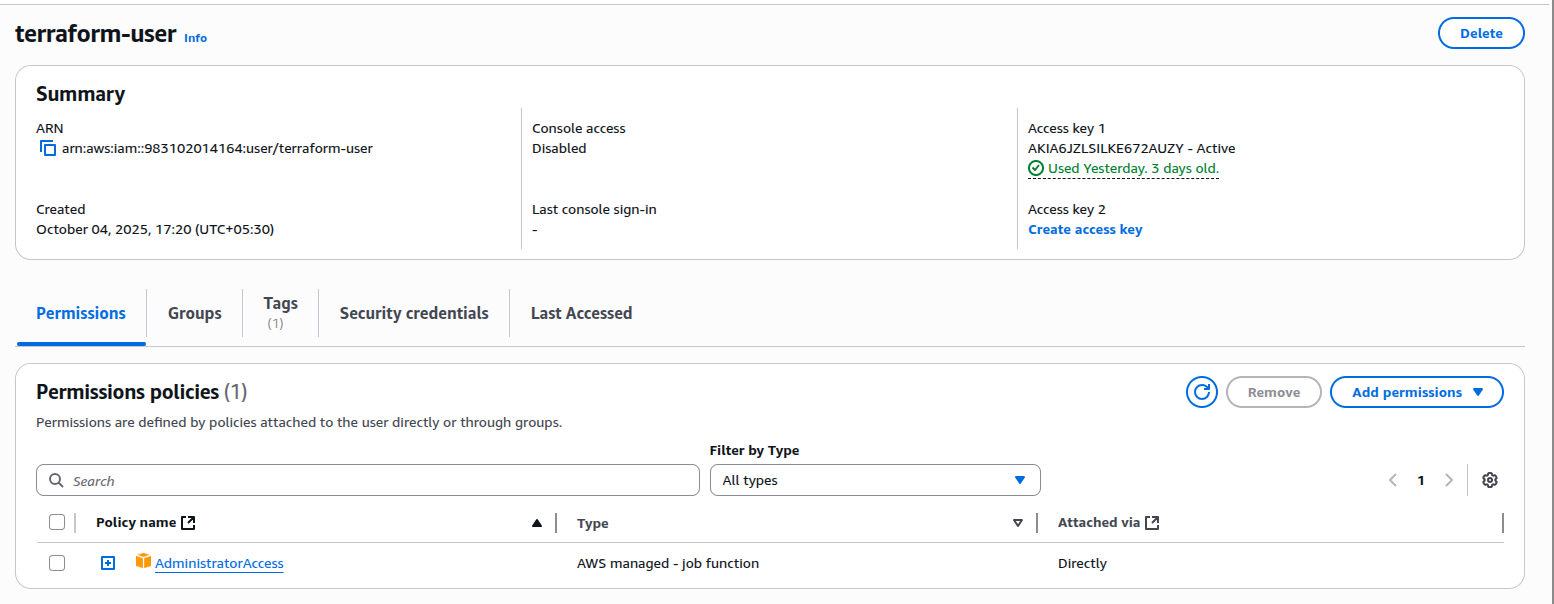 terraform-user Info
Delete
Summary
ARN
arn:aws:iam::983102014164:user/terraform-user
Console access
Disabled
Access key 1
AKIA6JZLSILKE672AUZY - Active
Used Yesterday. 3 days old.
Created
October 04, 2025, 17:20 (UTC+05:30)
Last console sign-in
-
Access key 2
Create access key
Permissions
Groups
Tags
(1)
Security credentials
Last Accessed
Permissions policies (1)
Remove
Add permissions
Permissions are defined by policies attached to the user directly or through groups.
Filter by Type
Search
All types
1
Policy name
Type
Attached via
AdministratorAccess
AWS managed - job function
Directly